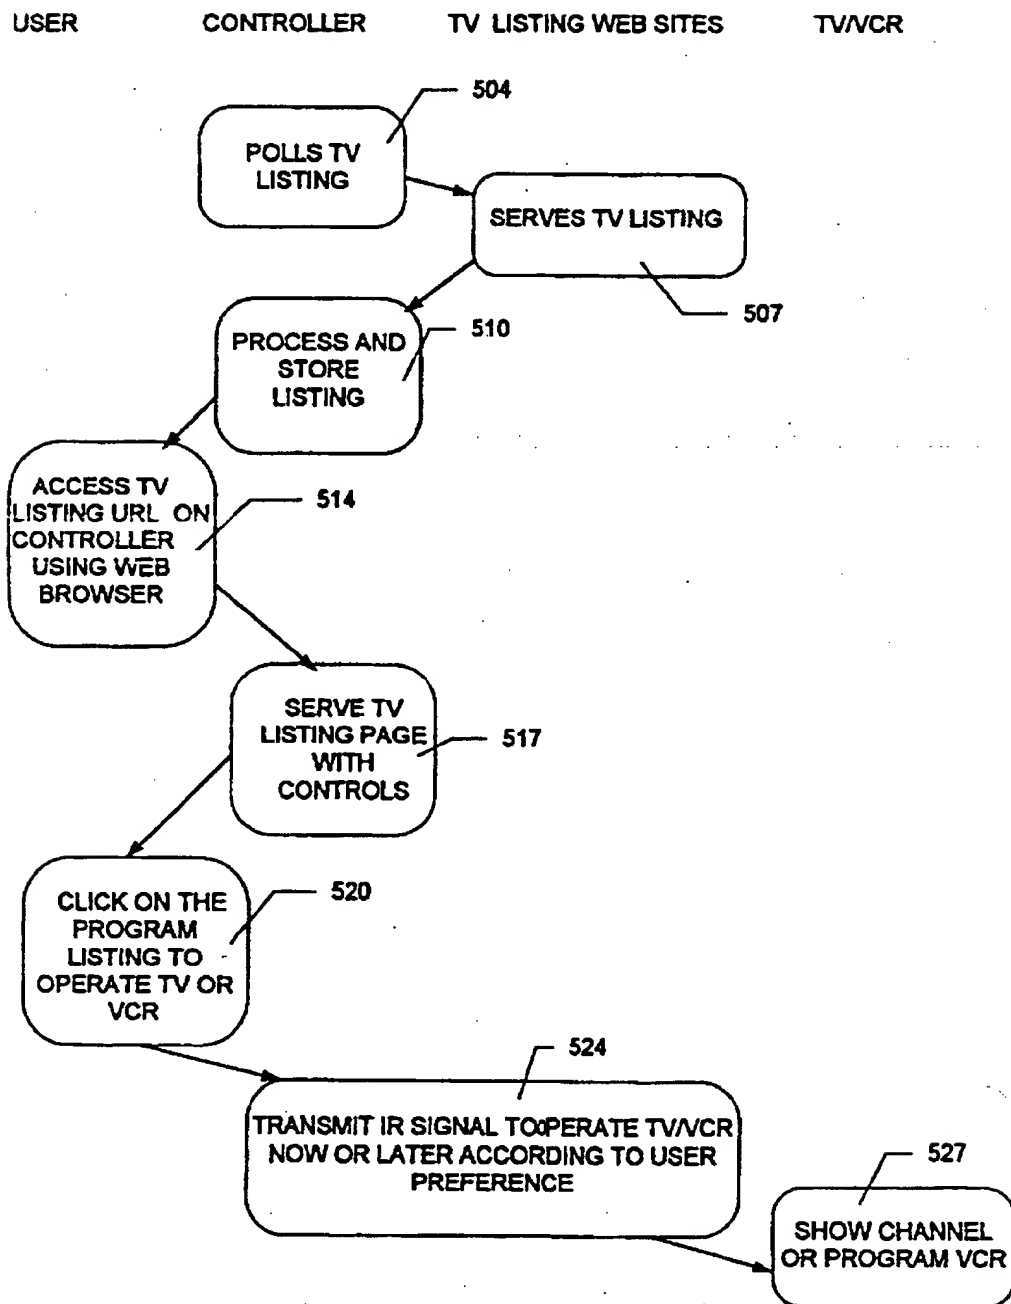 USER CONTROLLER TV LISTING WEB SITES TV/VCR
504
POLLS TV
LISTING
SERVES TV LISTING
507
510
PROCESS AND
STORE
LISTING
ACCESS TV
LISTING URL ON
CONTROLLER
USING WEB
BROWSER
514
SERVE TV
LISTING PAGE
WITH
CONTROLS
517
CLICK ON THE
PROGRAM
LISTING TO
OPERATE TV OR
VCR
520
524
TRANSMIT IR SIGNAL TO OPERATE TV/VCR
NOW OR LATER ACCORDING TO USER
PREFERENCE
527
SHOW CHANNEL
OR PROGRAM VCR